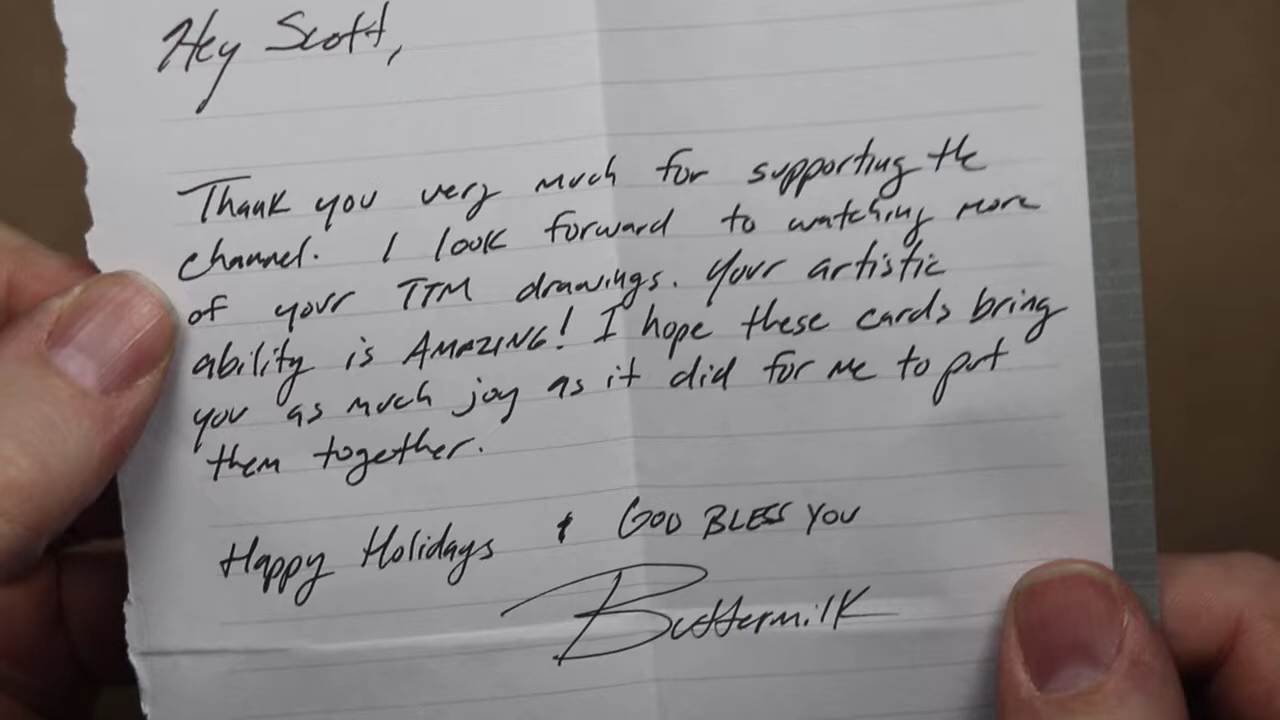 Hey Scott,
Thank you very much for supporting the
channel. I look forward to watching more
of your TTM drawings. Your artistic
ability is AMAZING! I hope these cards bring
you as much joy as it did for me to put
them together.
Happy Holidays & GOD BLESS YOU
Buttermilk